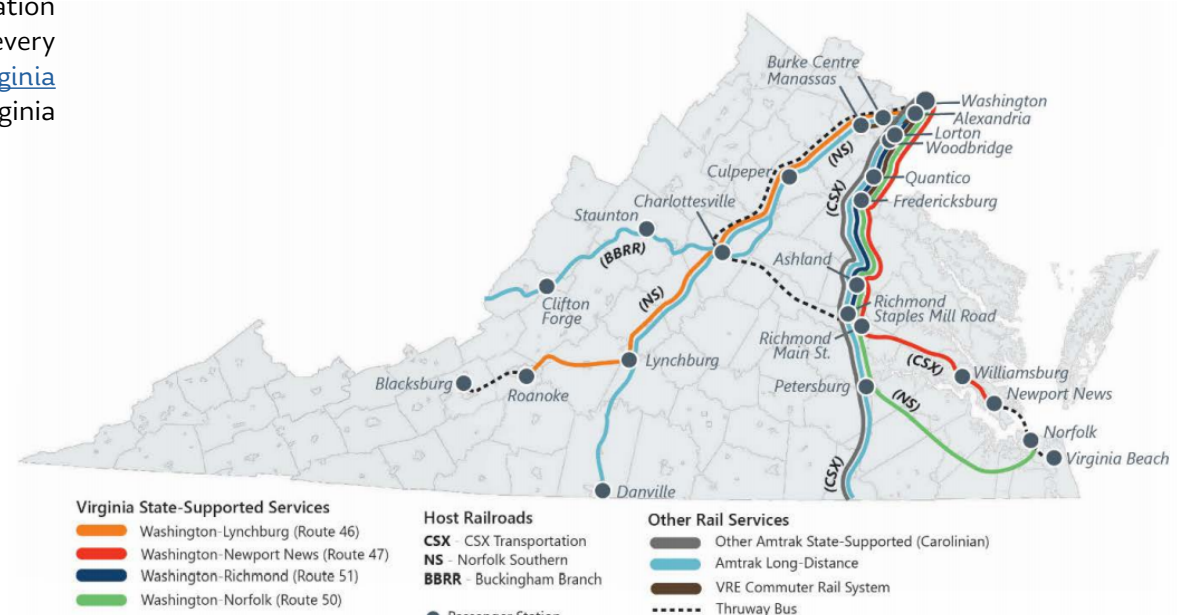 ation
every
ginia
ginia
Burke Centre
Manassas
Washington
Alexandria
Lorton
Woodbridge
(NS)
Culpeper
Quantico
(CSX)
Charlottesville
Fredericksburg
Staunton
(BBRR)
Ashland
Clifton
Forge
(NS)
Richmond
Staples Mill Road
Richmond
Main St.
Lynchburg
(CSX)
Williamsburg
Blacksburg
Roanoke
Petersburg
(NS)
Newport News
Norfolk
Virginia Beach
(CSX)
Danville
Virginia State-Supported Services
Washington-Lynchburg (Route 46)
Washington-Newport News (Route 47)
Washington-Richmond (Route 51)
Washington-Norfolk (Route 50)
Host Railroads
CSX - CSX Transportation
NS - Norfolk Southern
BBRR - Buckingham Branch
Passenger Station
Other Rail Services
Other Amtrak State-Supported (Carolinian)
Amtrak Long-Distance
VRE Commuter Rail System
Thruway Bus